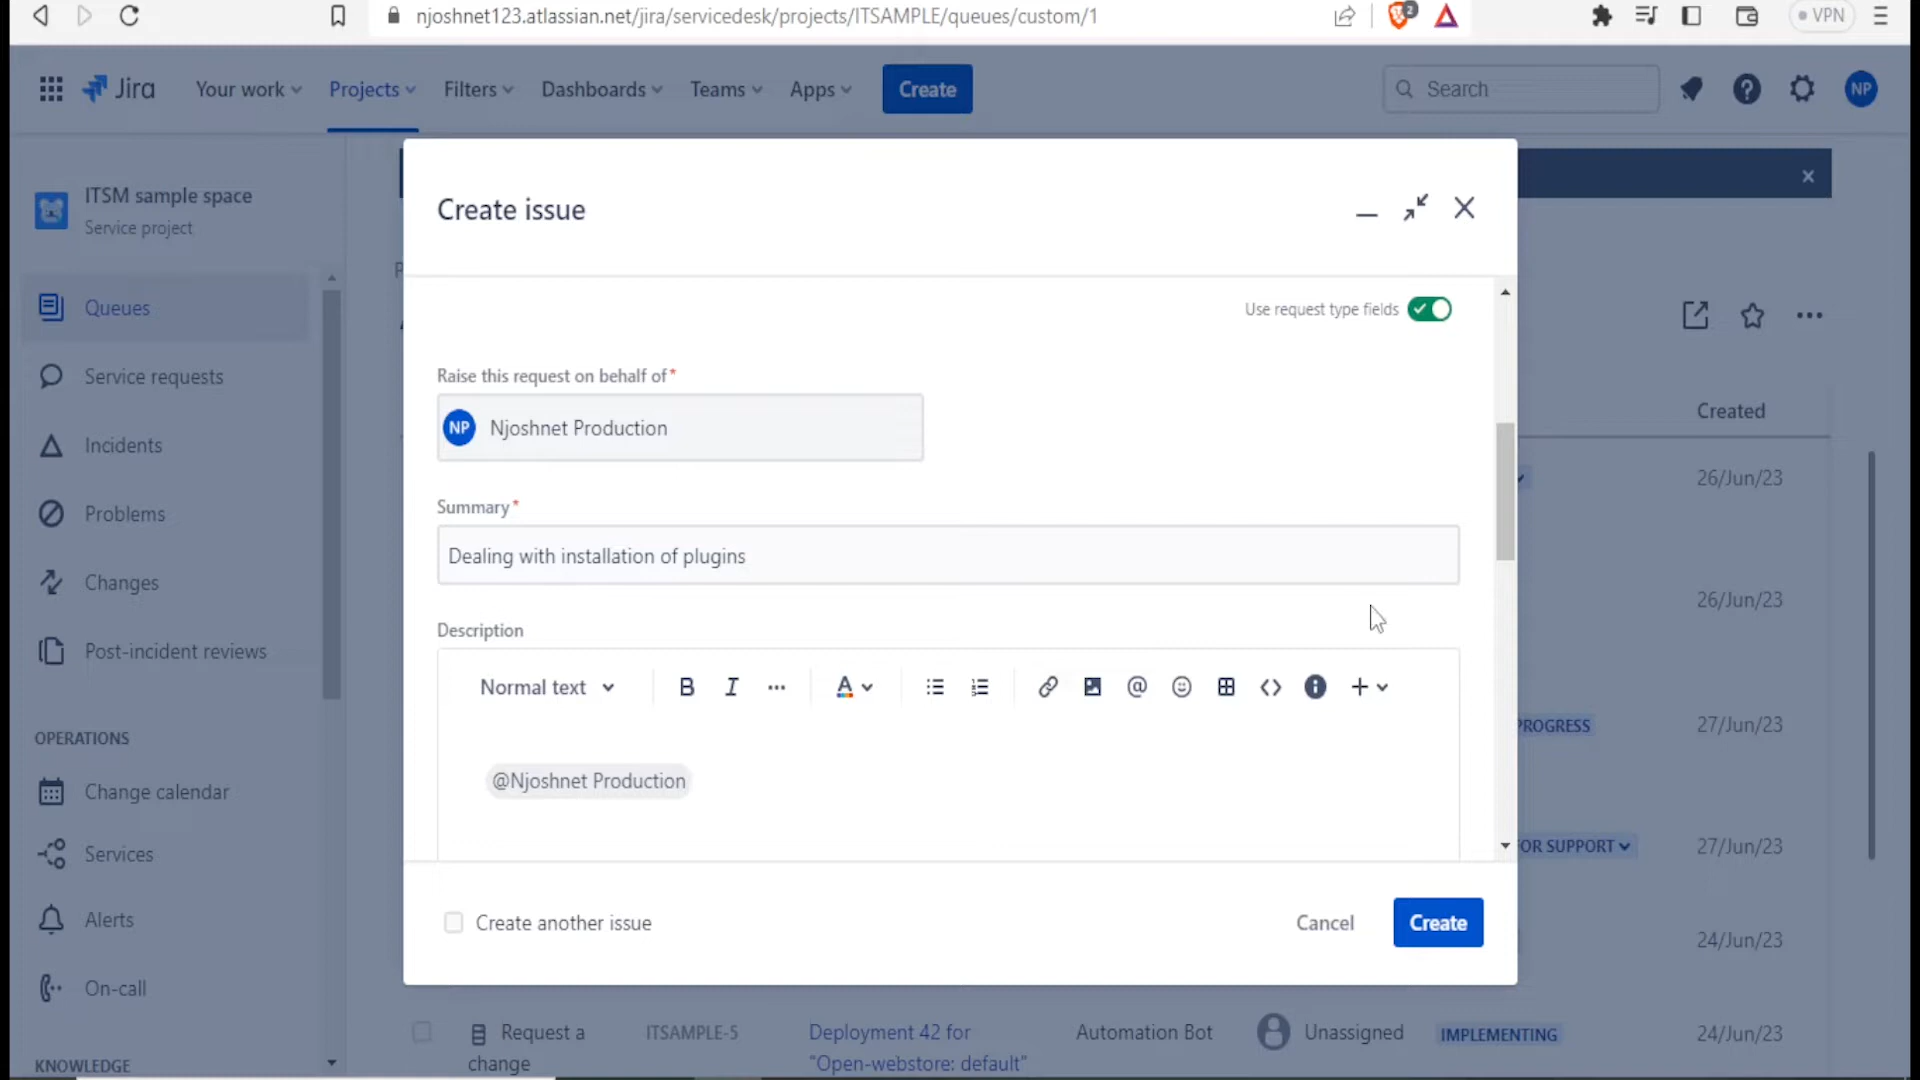 njoshnet123.atlassian.net/jira/servicedesk/projects/ITSAMPLE/queues/custom/1
2
VPN
Jira
Your work
Projects
Filters
Dashboards
Teams
Apps
Create
Search
NP
ITSM sample space
Service project
Queues
Service requests
Incidents
Problems
Changes
Post-incident reviews
OPERATIONS
Change calendar
Services
Alerts
On-call
KNOWLEDGE
Create issue
Use request type fields
Raise this request on behalf of*
NP Njoshnet Production
Summary*
Dealing with installation of plugins
Description
Normal text
B I ... A
@Njoshnet Production
Create another issue
Cancel
Create
Created
26/Jun/23
26/Jun/23
PROGRESS 27/Jun/23
OR SUPPORT 27/Jun/23
24/Jun/23
Request a change
ITSAMPLE-5
Deployment 42 for
"Open-webstore: default"
Automation Bot
Unassigned
IMPLEMENTING
24/Jun/23